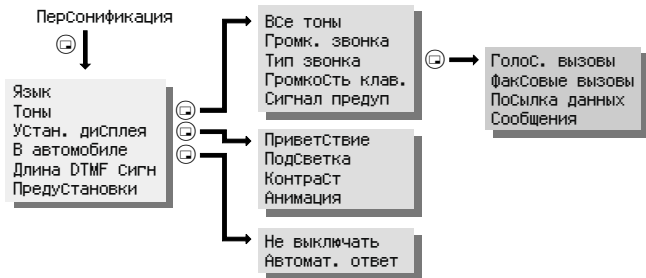 ПерСонификация
Язык
Тоны
УСтан. диСплея
В автомобиле
Длина DTMF Сигн
ПредуСтановки
ВСе тоны
Громк. звонка
Тип звонка
ГромкоСть клав.
Сигнал предуп
ГолоС. вызовы
ФакСовые вызовы
ПоСылка данных
Сообщения
ПриветСтвие
ПодСветка
КонтраСт
Анимация
Не выключать
Автомат. ответ